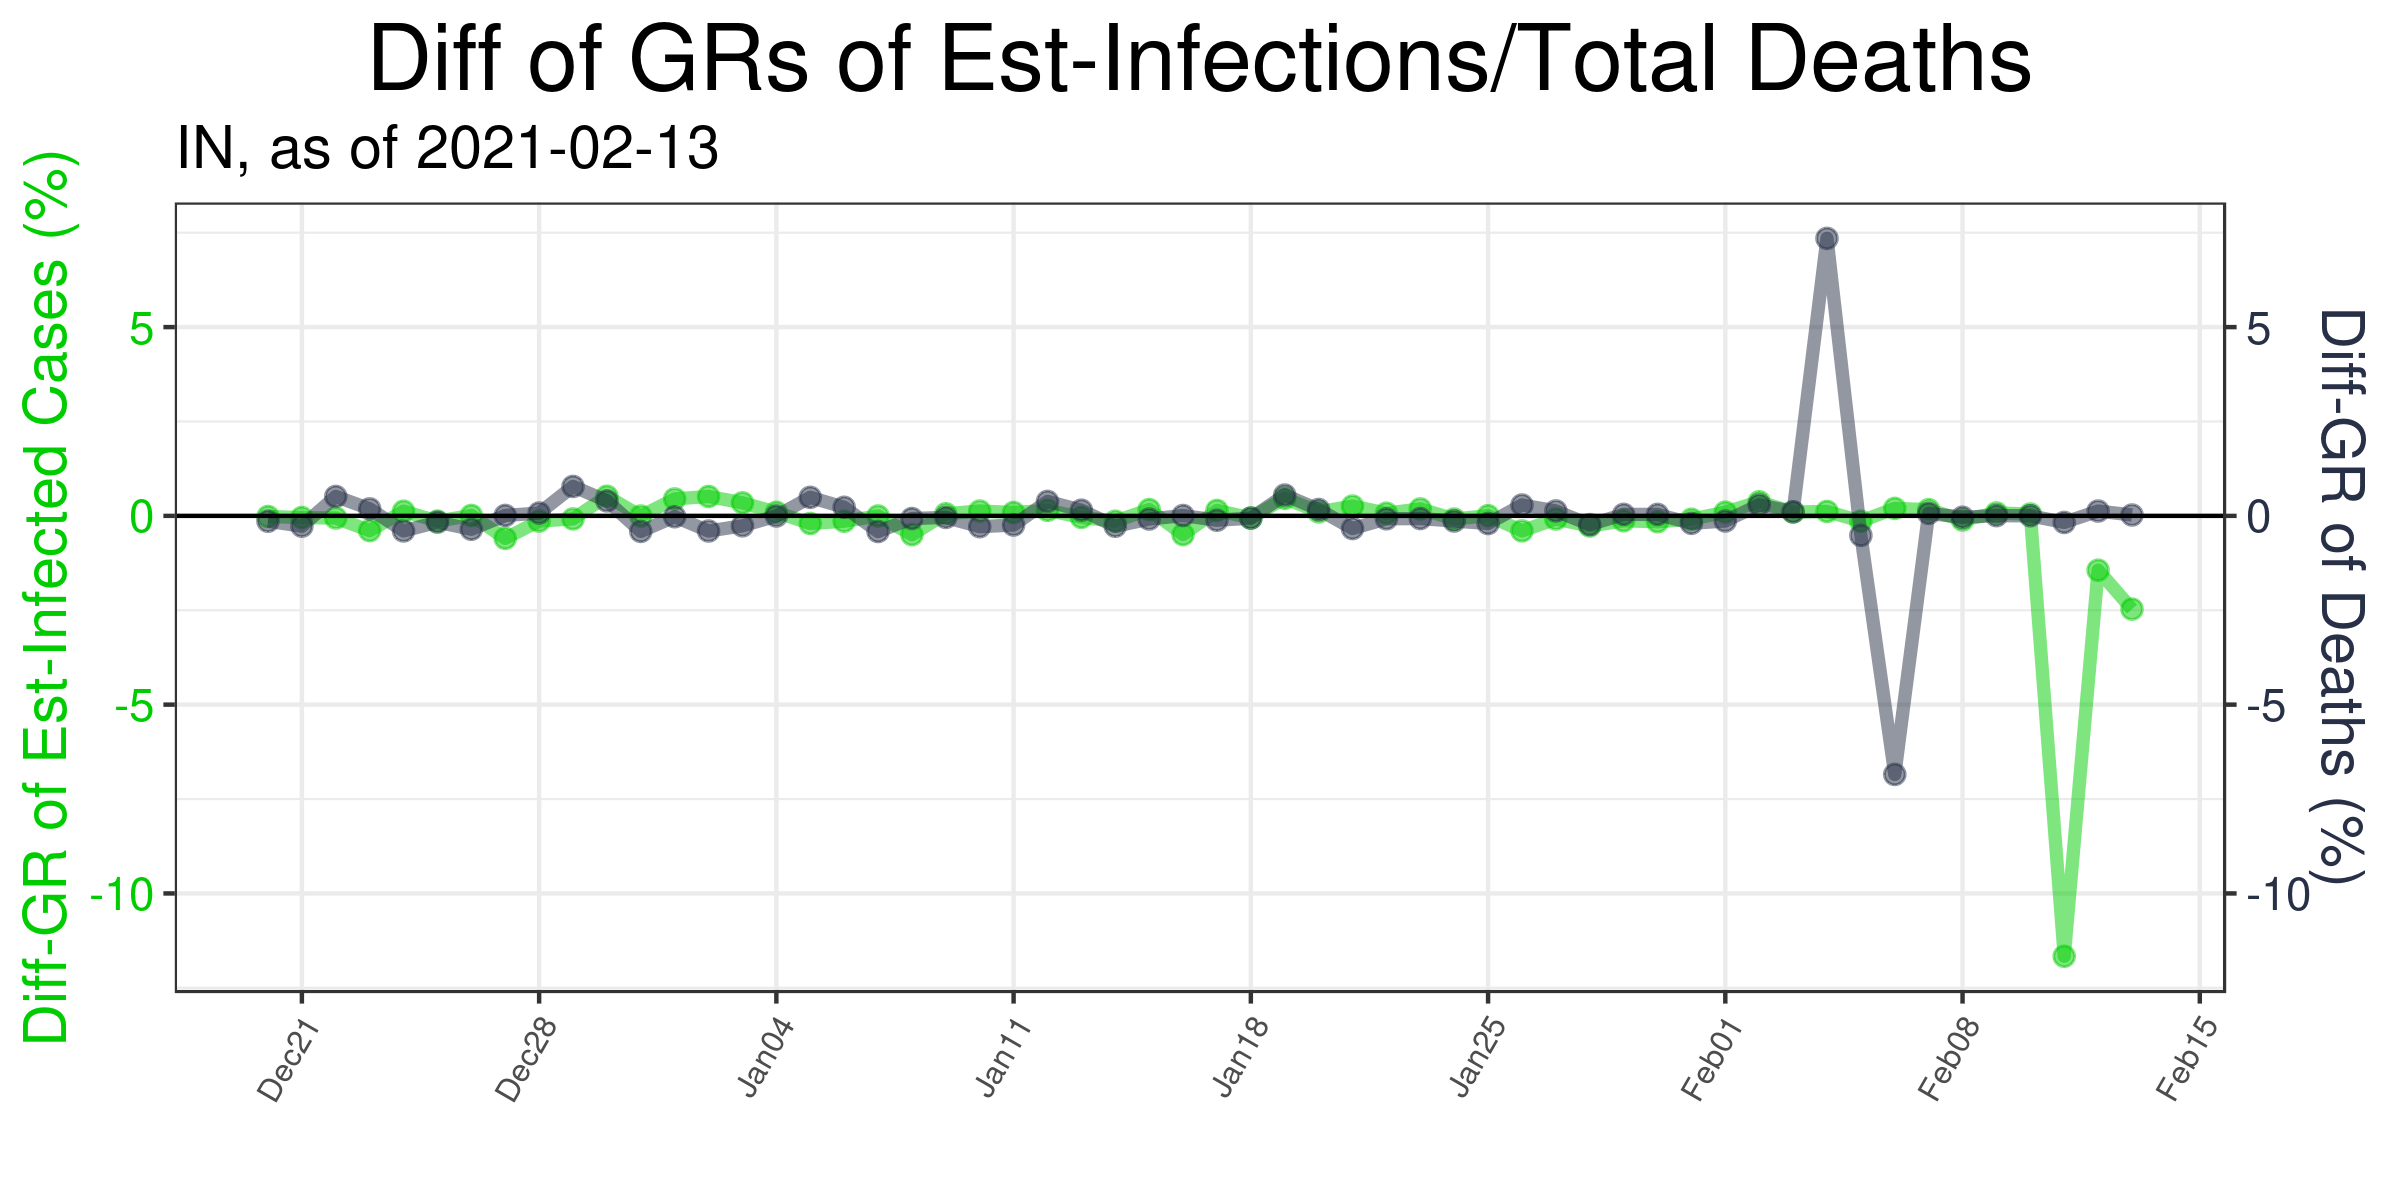 Diff of GRs of Est-Infections/Total Deaths
IN, as of 2021-02-13
Diff-GR of Est-Infected Cases (%)
5
0
-5
-10
5
0
-5
-10
Diff-GR of Deaths (%)
Dec21
Dec28
Jan04
Jan11
Jan18
Jan25
Feb01
Feb08
Feb15